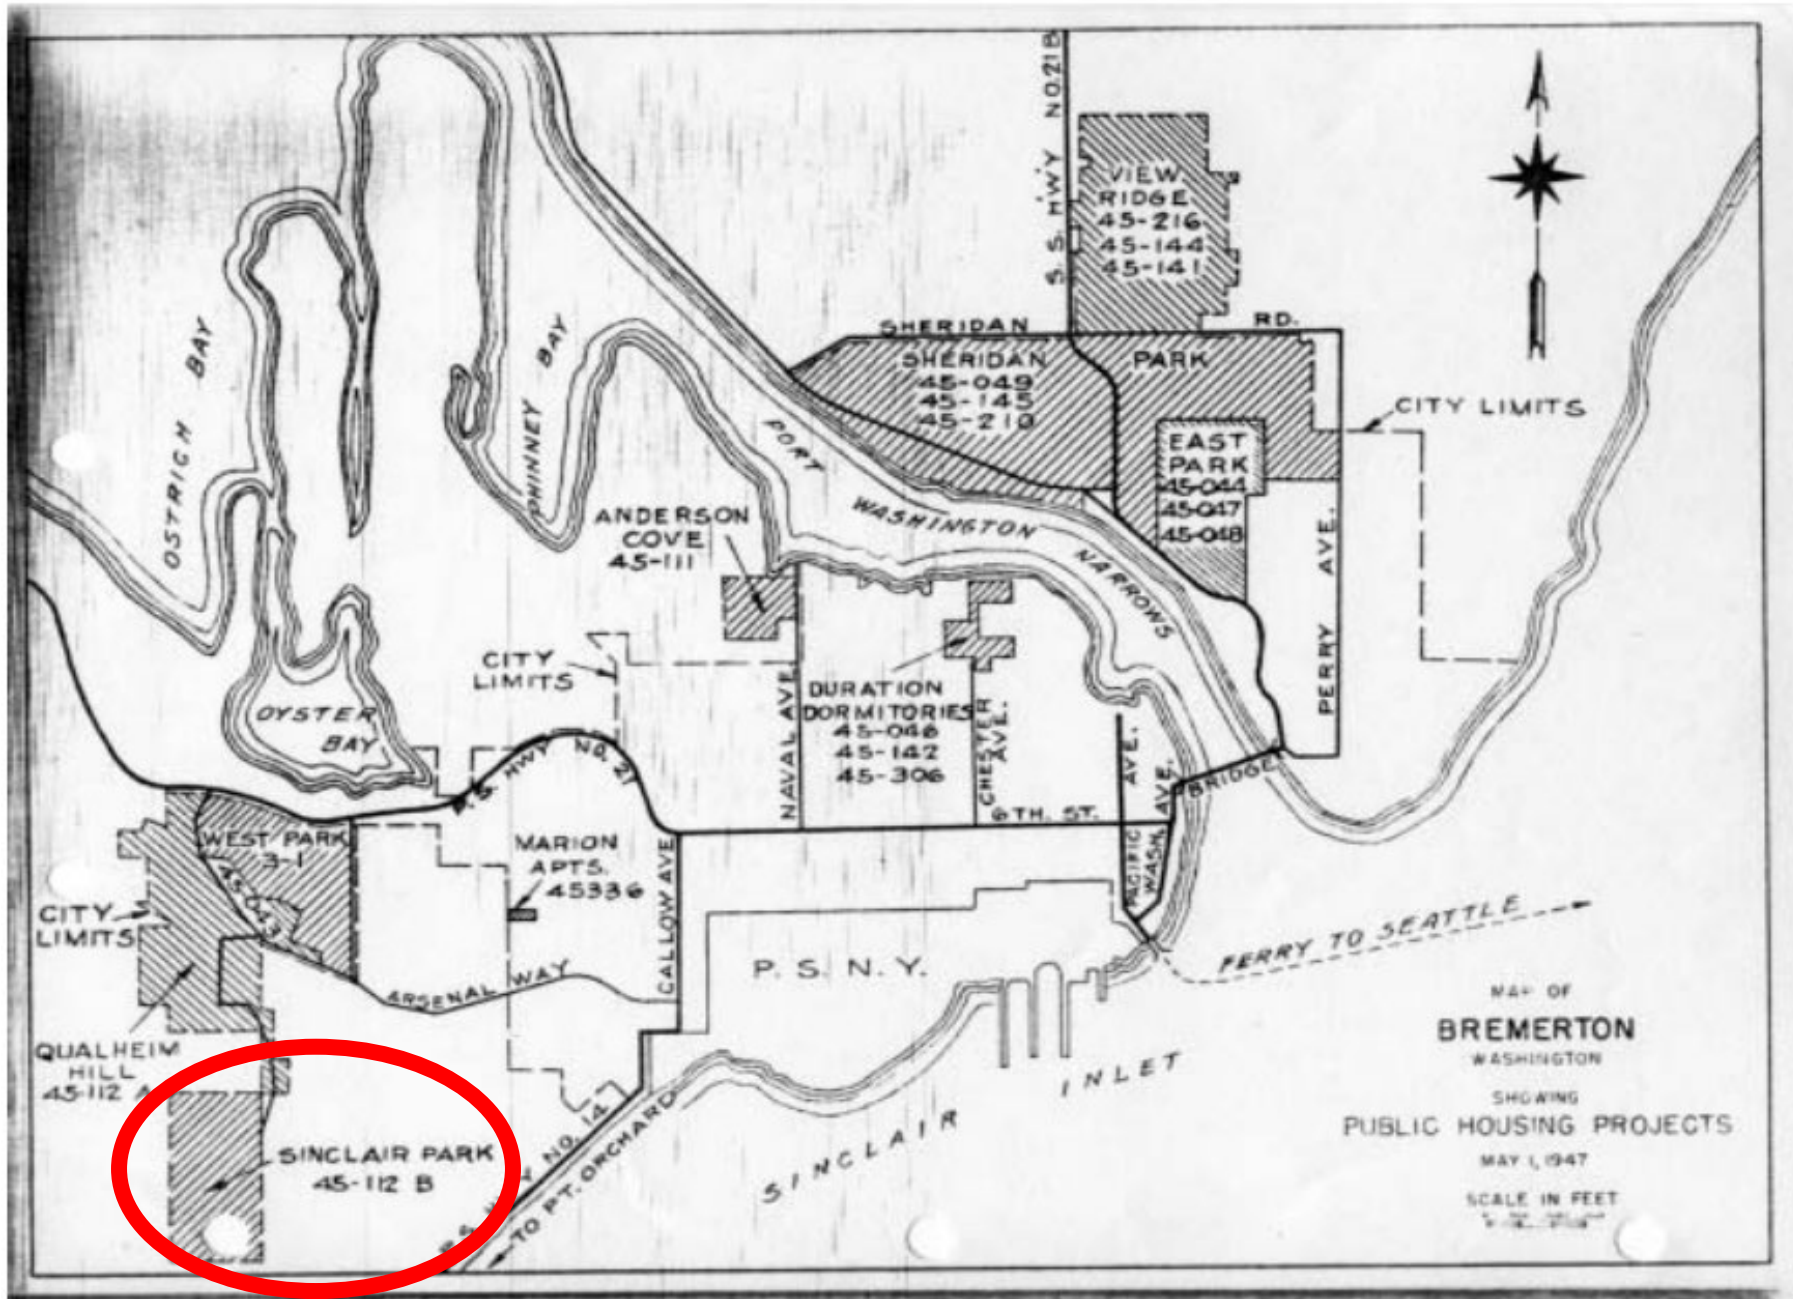 S. S. HW'Y NO. 21B
VIEW
RIDGE
45-216
45-144
45-141
SHERIDAN RD.
SHERIDAN PARK
45-049
45-145
45-210
CITY LIMITS
EAST
PARK
45-044
45-047
45-048
OSTRICH BAY
PHINNEY BAY
PORT WASHINGTON NARROWS
ANDERSON
COVE
45-111
PERRY AVE.
CITY
LIMITS
OYSTER
BAY
DURATION
DORMITORIES
45-046
45-142
45-306
NAVAL AVE
CHESTER AVE.
PACIFIC AVE.
WASH. AVE.
BRIDGE
6TH. ST.
P.S. HWY NO. 21
WEST PARK
3-1
45-043
MARION
APTS.
45336
CALLOW AVE
CITY
LIMITS
ARSENAL WAY
P. S. N. Y.
FERRY TO SEATTLE
QUALHEIM
HILL
45-112 A
SINCLAIR PARK
45-112 B
HWY NO. 14
TO PT. ORCHARD
SINCLAIR INLET
MAP OF
BREMERTON
WASHINGTON
SHOWING
PUBLIC HOUSING PROJECTS
MAY 1, 1947
SCALE IN FEET